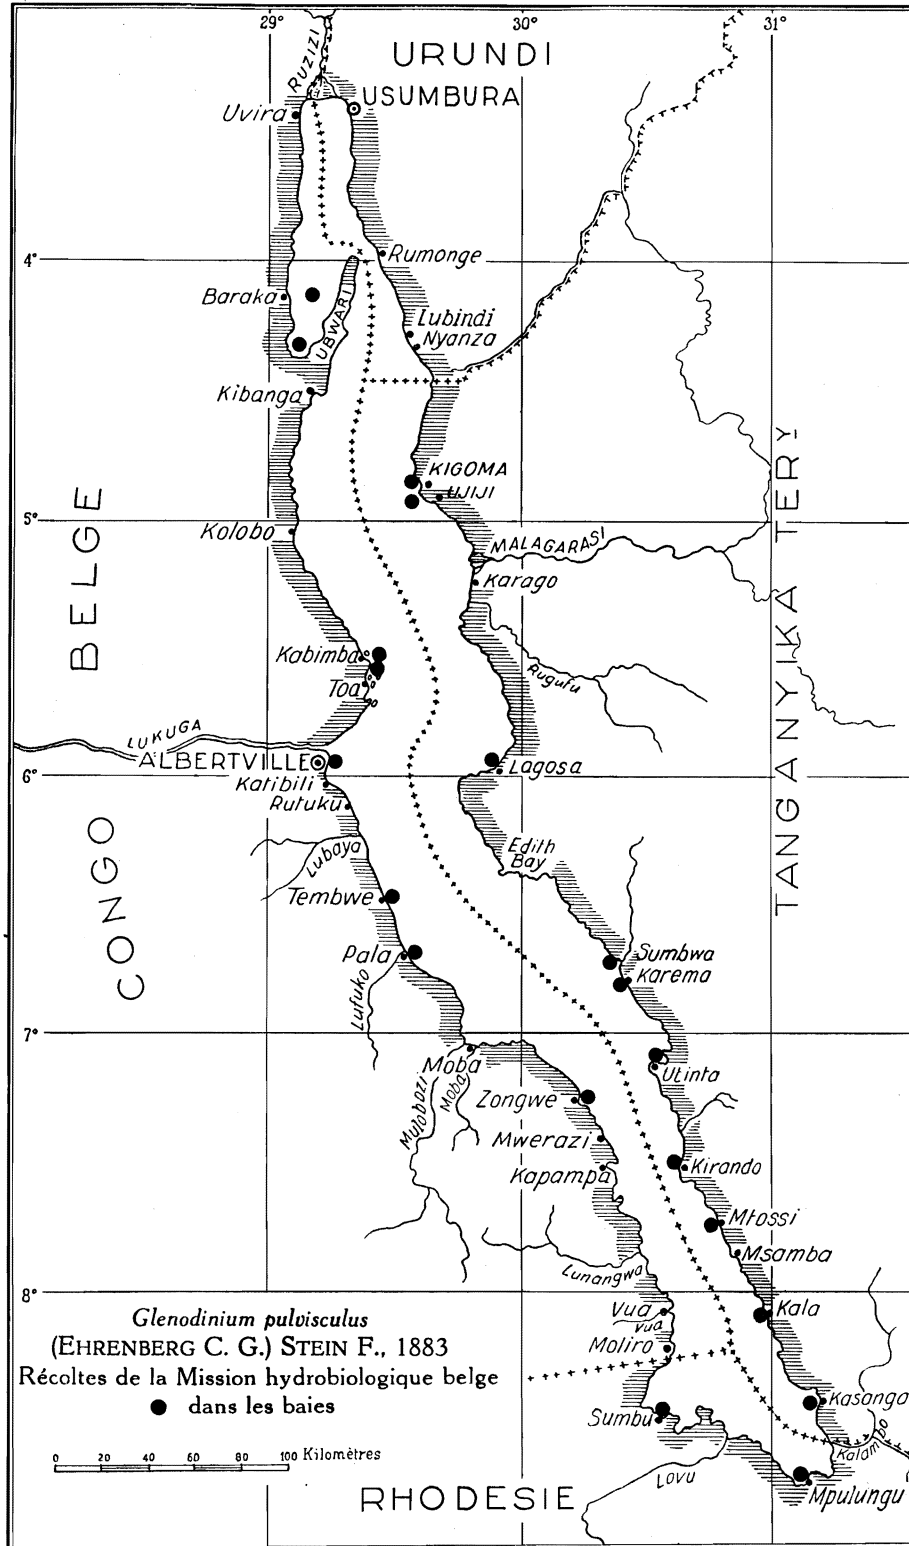 29° 30° 31°
RUZIZI
URUNDI
USUMBURA
Uvira
4°
Rumonge
Baraka
UBWARI
Lubindi
Nyanza
Kibanga
KIGOMA
UJIJI
5°
Kolobo
MALAGARASI
Karago
BELGE
TANGANYIKA TERY
Kabimba
Toa
Rugufu
LUKUGA
ALBERTVILLE
Lagosa
6°
Katibili
Rutuku
CONGO
Lubaya
Edith
Bay
Tembwe
Pala
Lufuko
Sumbwa
Karema
7°
Moba
Mulobozi
Moba
Utinta
Zongwe
Mwerazi
Kapampa
Kirando
Mtossi
Msamba
Lunangwa
8°
Vua
Vua
Kala
Moliro
Glenodinium pulvisculus
(EHRENBERG C. G.) STEIN F., 1883
Récoltes de la Mission hydrobiologique belge
dans les baies
Sumbu
Kasanga
Kalambo
0 20 40 60 80 100 Kilomètres
Lovu
Mpulungu
RHODESIE